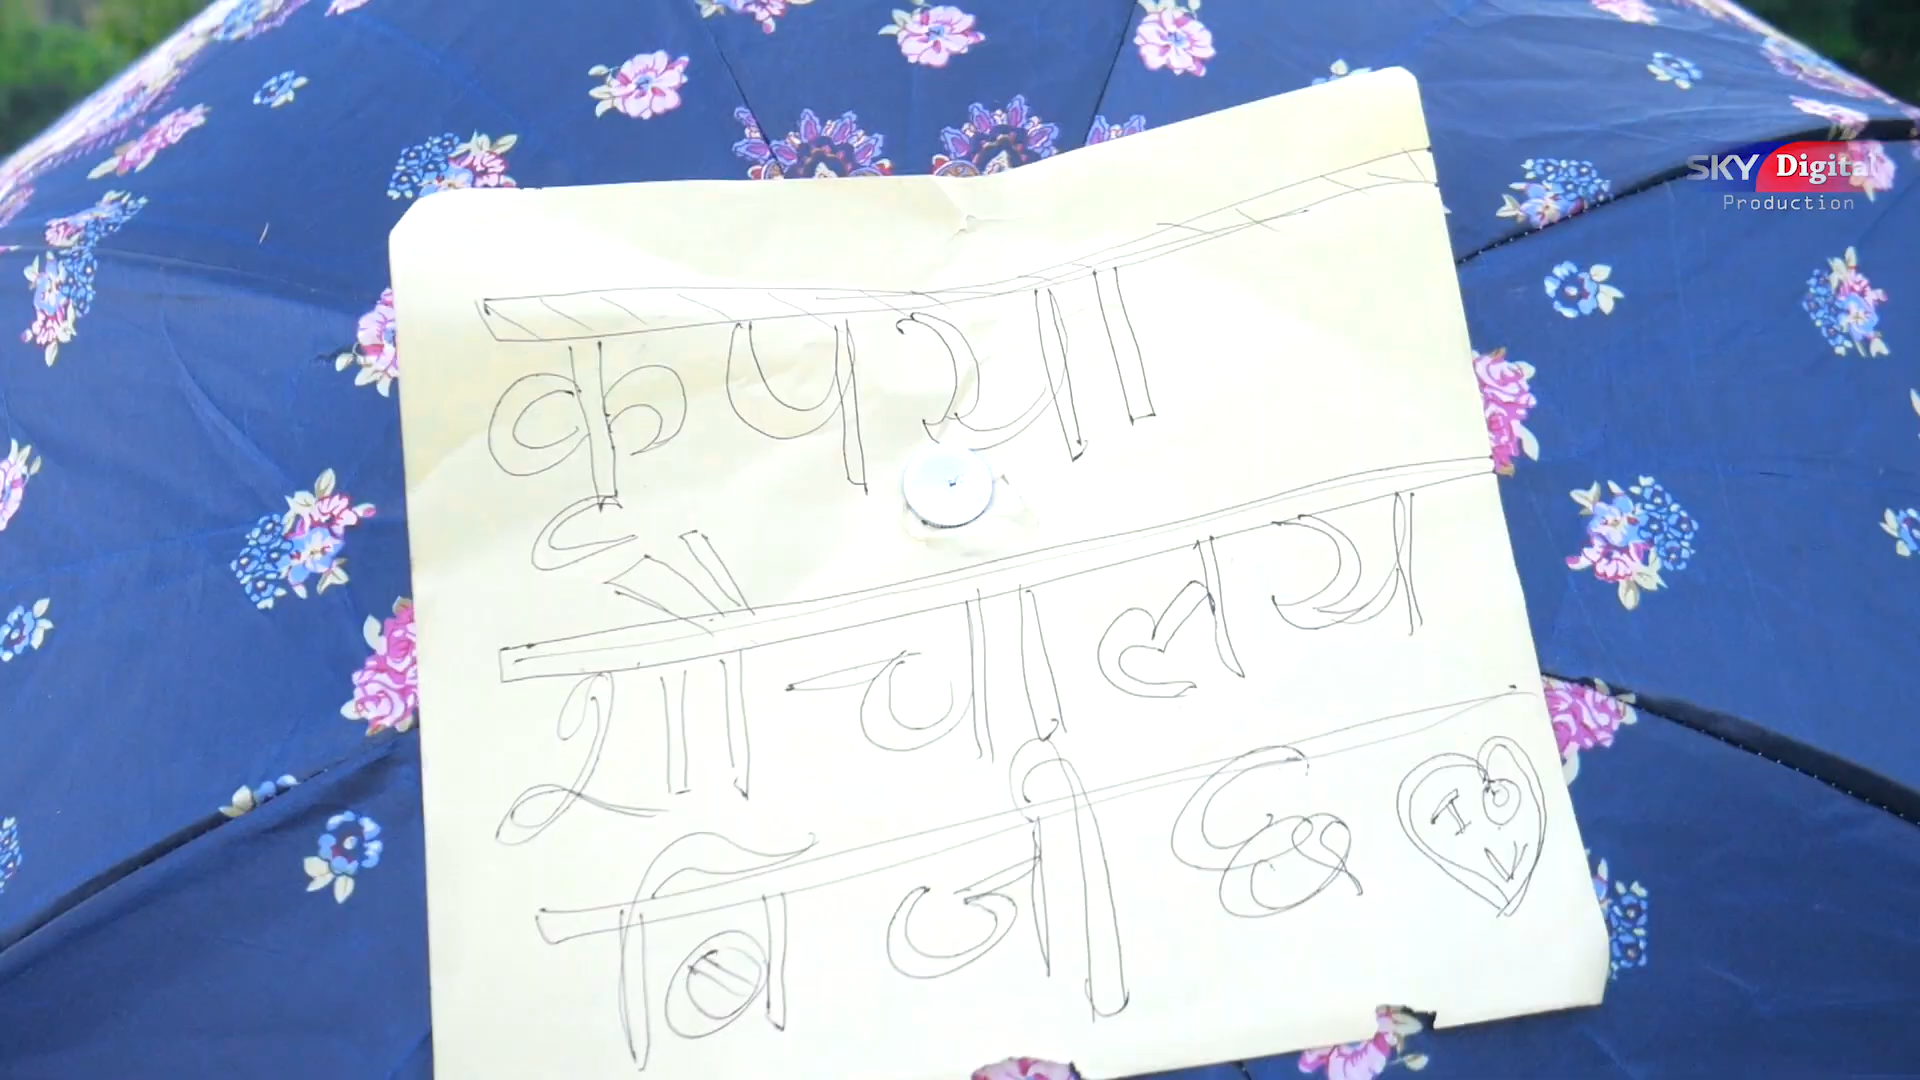 कृपया
शौचालय
बिजी छ I O V
SKY Digital
Production